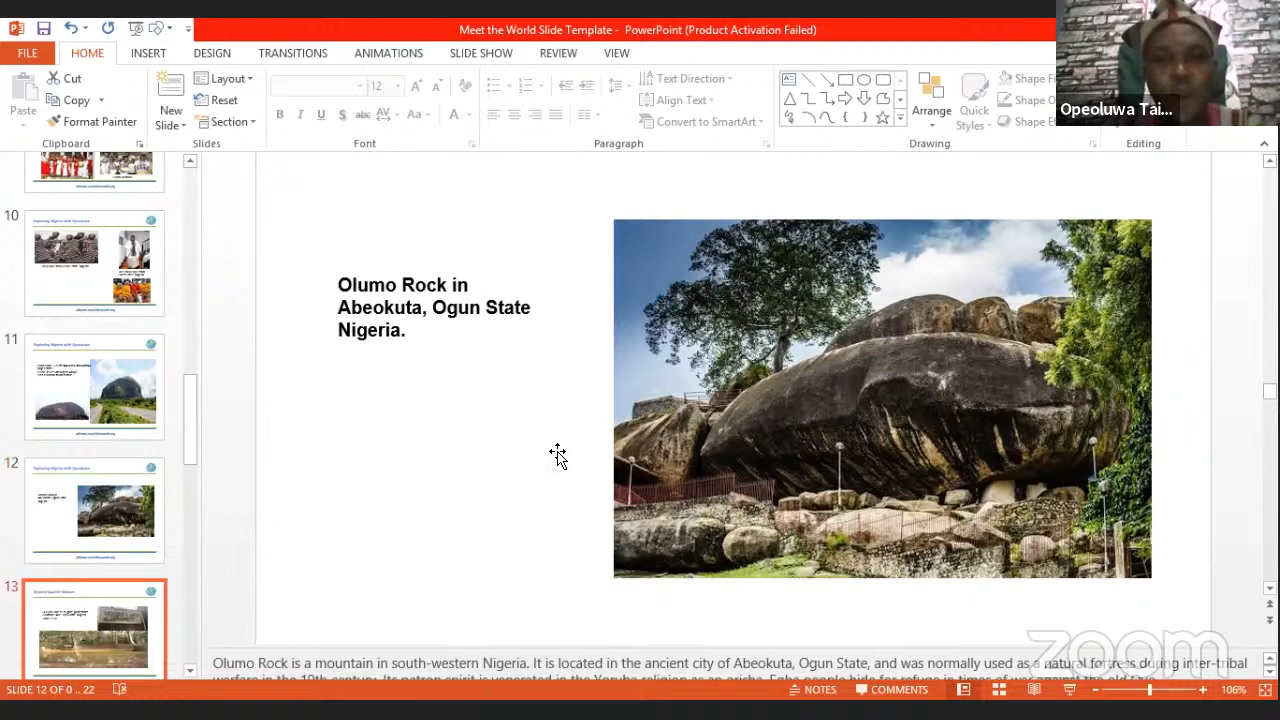 Meet the World Slide Template - PowerPoint (Product Activation Failed)
FILE HOME INSERT DESIGN TRANSITIONS ANIMATIONS SLIDE SHOW REVIEW VIEW
Opeoluwa Tai...
Paste
Cut
Copy
Format Painter
Clipboard
New Slide
Layout
Reset
Section
Slides
B I U S abc AV Aa A
Font
Text Direction
Align Text
Convert to SmartArt
Paragraph
Arrange
Quick Styles
Shape
Shape
Shape
Drawing
Editing
10
11
12
13
Olumo Rock in
Abeokuta, Ogun State
Nigeria.
zoom
Olumo Rock is a mountain in south-western Nigeria. It is located in the ancient city of Abeokuta, Ogun State, and was normally used as a natural fortress during inter-tribal
warfare in the 19th century. Its patron spirit is venerated in the Yoruba religion as an orisha. Egba people hide for refuge in times of war against the old Oyo
SLIDE 12 OF 0 .. 22
NOTES
COMMENTS
106%